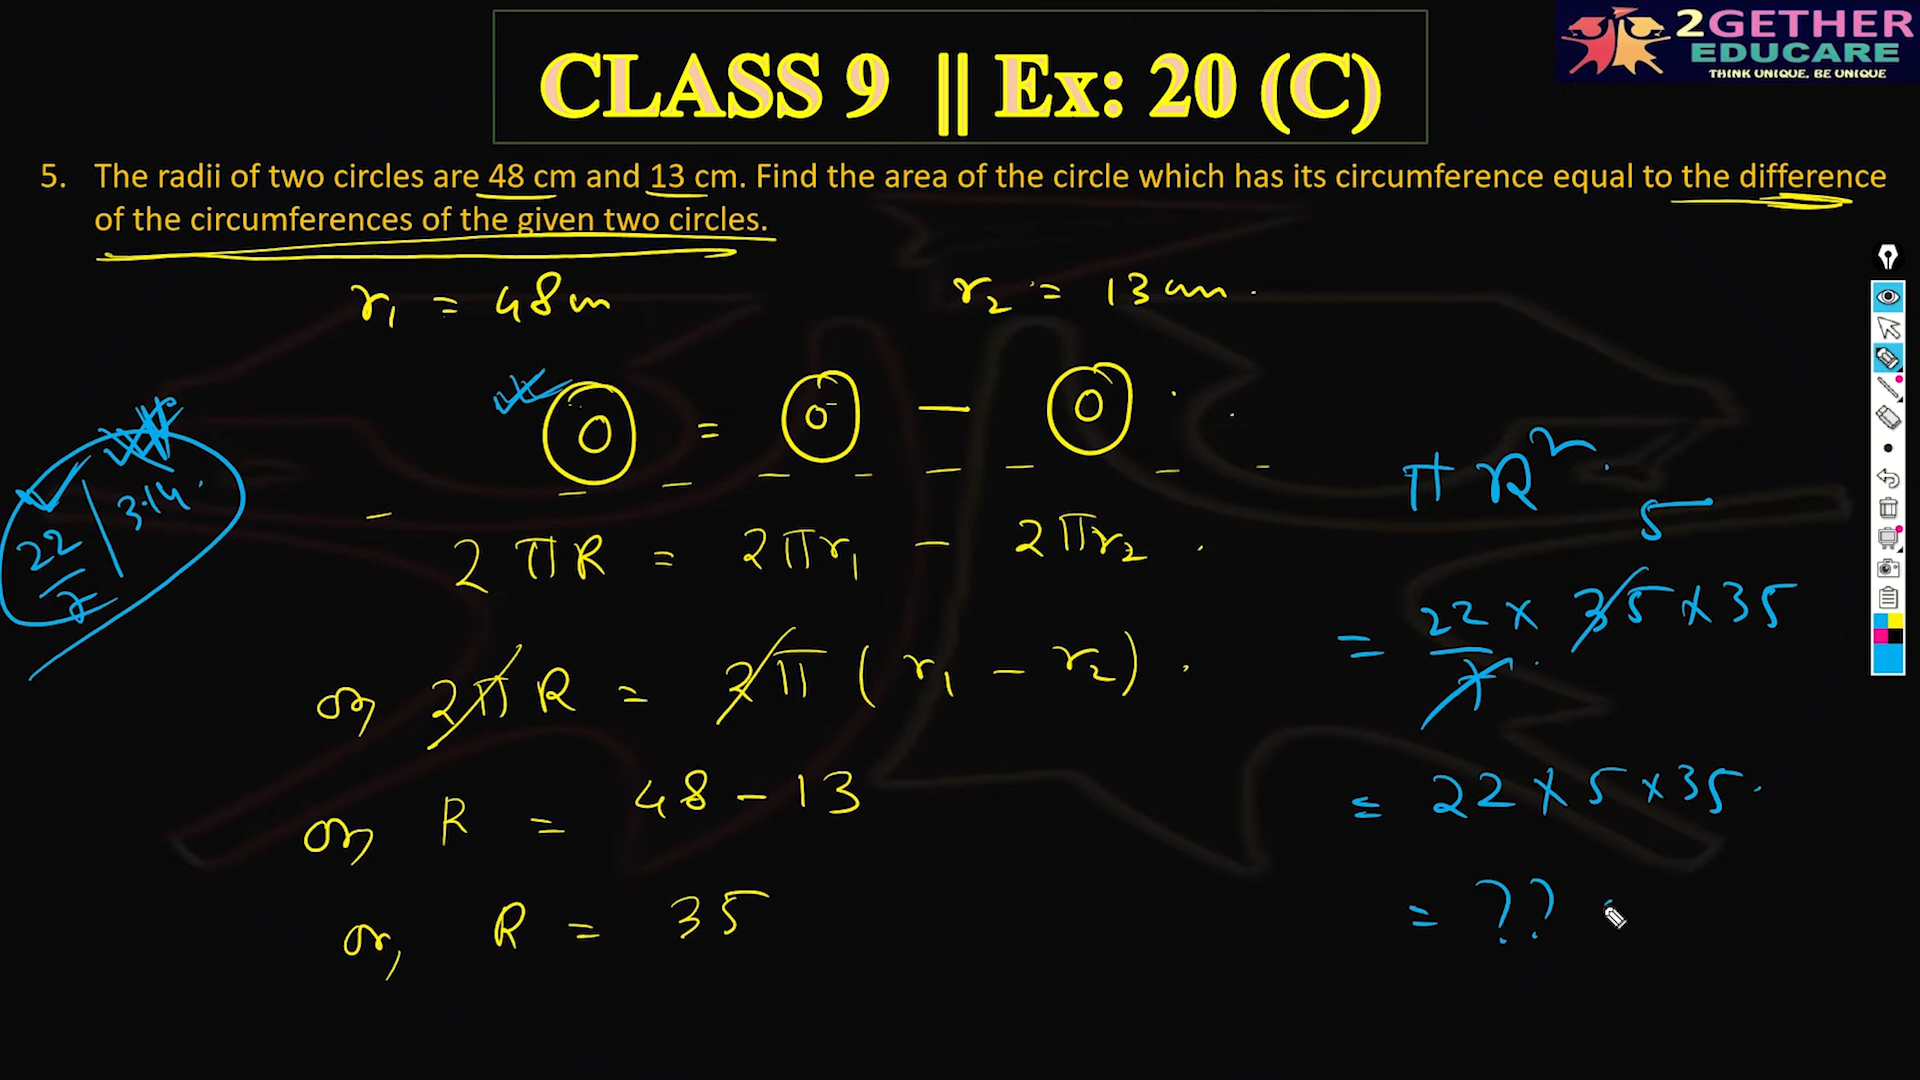 2GETHER
EDUCARE
THINK UNIQUE. BE UNIQUE
CLASS 9 || Ex: 20 (C)
5. The radii of two circles are 48 cm and 13 cm. Find the area of the circle which has its circumference equal to the difference
of the circumferences of the given two circles.
r₁ = 48 cm
r₂ = 13 cm.
O = O - O
22/7 | 3.14.
2πR = 2πr₁ - 2πr₂.
or, 2πR = 2π (r₁ - r₂).
or, R = 48 - 13
or, R = 35
πR².
5
= 22/7 × 35 × 35
= 22 × 5 × 35.
= ??